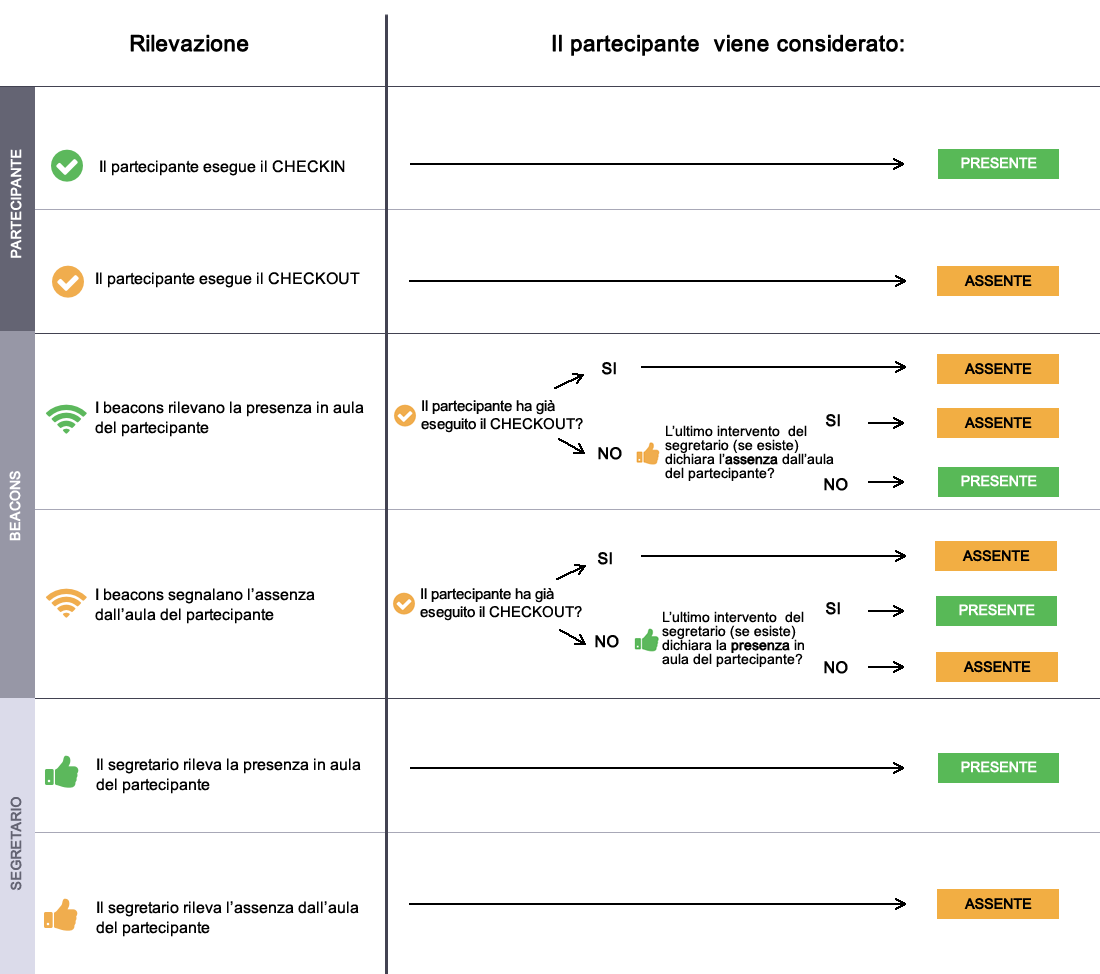 Rilevazione
Il partecipante viene considerato:
PARTECIPANTE
Il partecipante esegue il CHECKIN
PRESENTE
Il partecipante esegue il CHECKOUT
ASSENTE
BEACONS
I beacons rilevano la presenza in aula
del partecipante
Il partecipante ha già
eseguito il CHECKOUT?
SI
ASSENTE
NO
L'ultimo intervento del
segretario (se esiste)
dichiara l'assenza dall'aula
del partecipante?
SI
ASSENTE
NO
PRESENTE
I beacons segnalano l'assenza
dall'aula del partecipante
Il partecipante ha già
eseguito il CHECKOUT?
SI
ASSENTE
NO
L'ultimo intervento del
segretario (se esiste)
dichiara la presenza in
aula del partecipante?
SI
PRESENTE
NO
ASSENTE
SEGRETARIO
Il segretario rileva la presenza in aula
del partecipante
PRESENTE
Il segretario rileva l'assenza dall'aula
del partecipante
ASSENTE